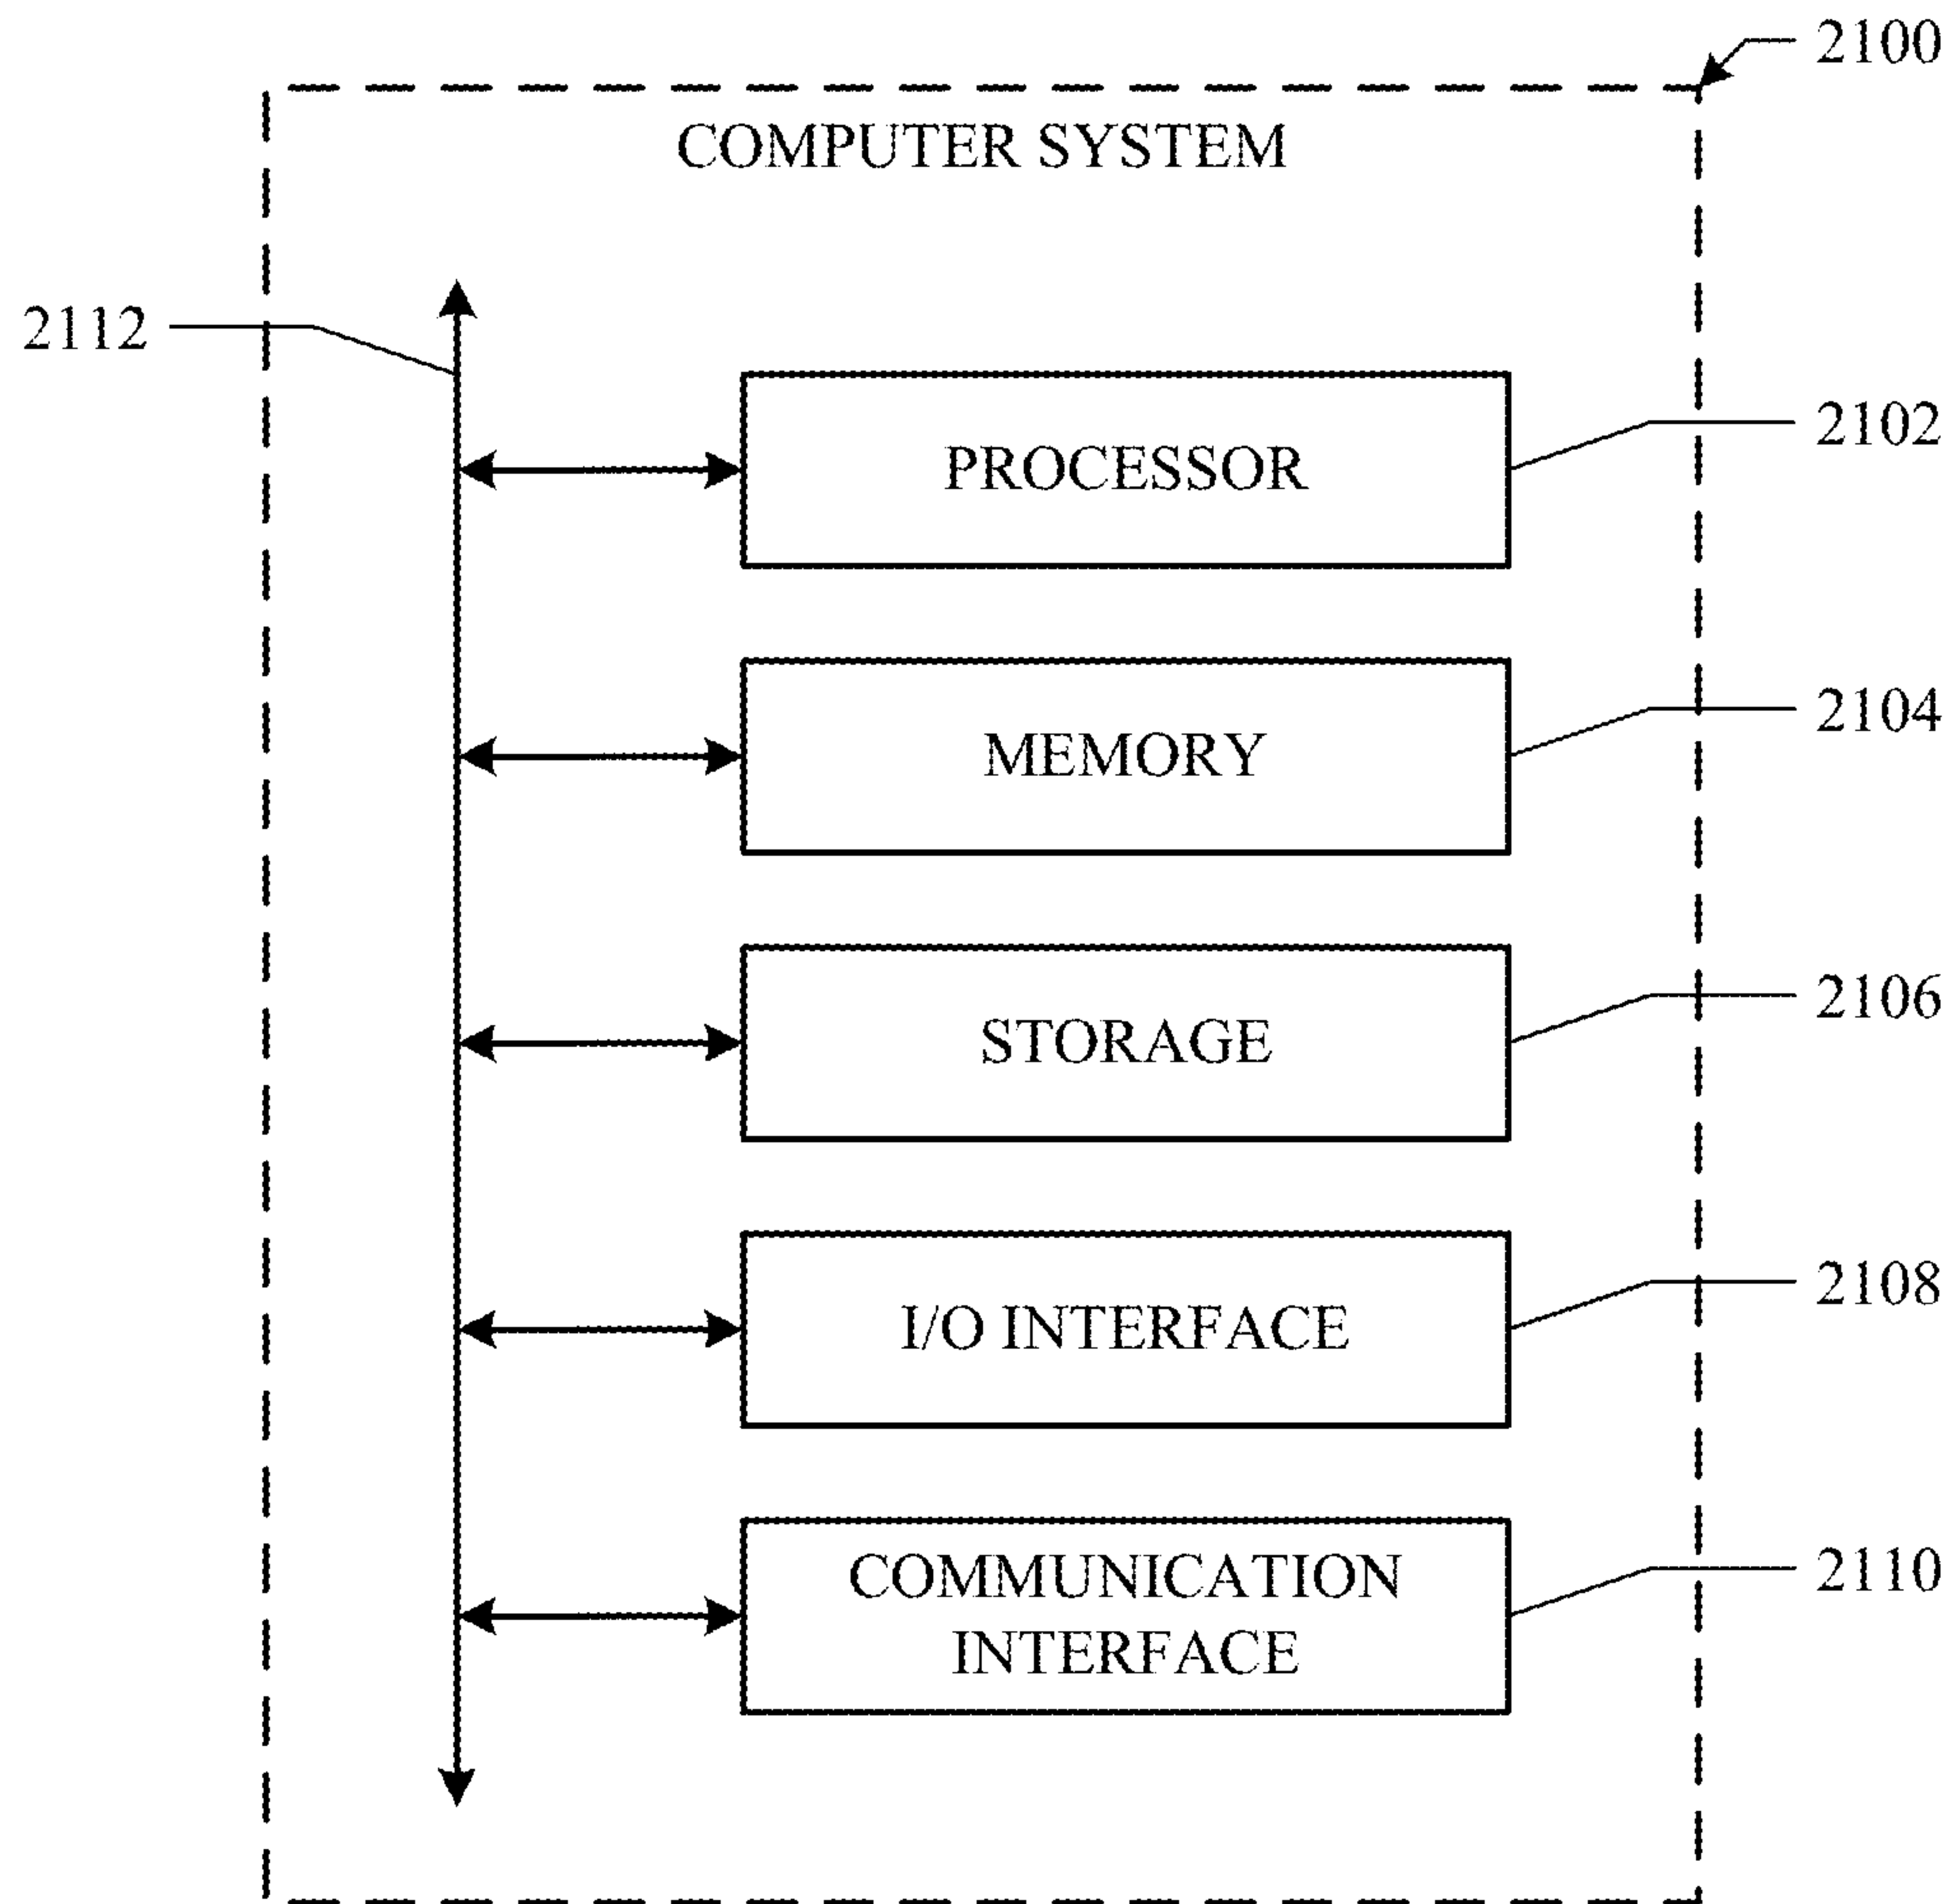 2100
COMPUTER SYSTEM
2112
2102
PROCESSOR
2104
MEMORY
2106
STORAGE
2108
I/O INTERFACE
2110
COMMUNICATION
INTERFACE